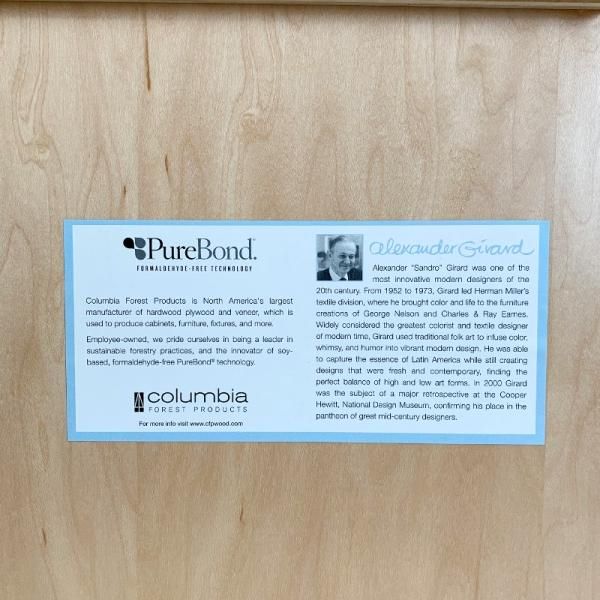 PureBond®
FORMALDEHYDE-FREE TECHNOLOGY
Columbia Forest Products is North America's largest
manufacturer of hardwood plywood and veneer, which is
used to produce cabinets, furniture, fixtures, and more.
Employee-owned, we pride ourselves in being a leader in
sustainable forestry practices, and the innovator of soy-
based, formaldehyde-free PureBond® technology.
columbia
FOREST PRODUCTS
For more info visit www.cfpwood.com
Alexander Girard
Alexander "Sandro" Girard was one of the
most innovative modern designers of the
20th century. From 1952 to 1973, Girard led Herman Miller's
textile division, where he brought color and life to the furniture
creations of George Nelson and Charles & Ray Eames.
Widely considered the greatest colorist and textile designer
of modern time, Girard used traditional folk art to infuse color,
whimsy, and humor into vibrant modern design. He was able
to capture the essence of Latin America while still creating
designs that were fresh and contemporary, finding the
perfect balance of high and low art forms. In 2000 Girard
was the subject of a major retrospective at the Cooper
Hewitt, National Design Museum, confirming his place in the
pantheon of great mid-century designers.